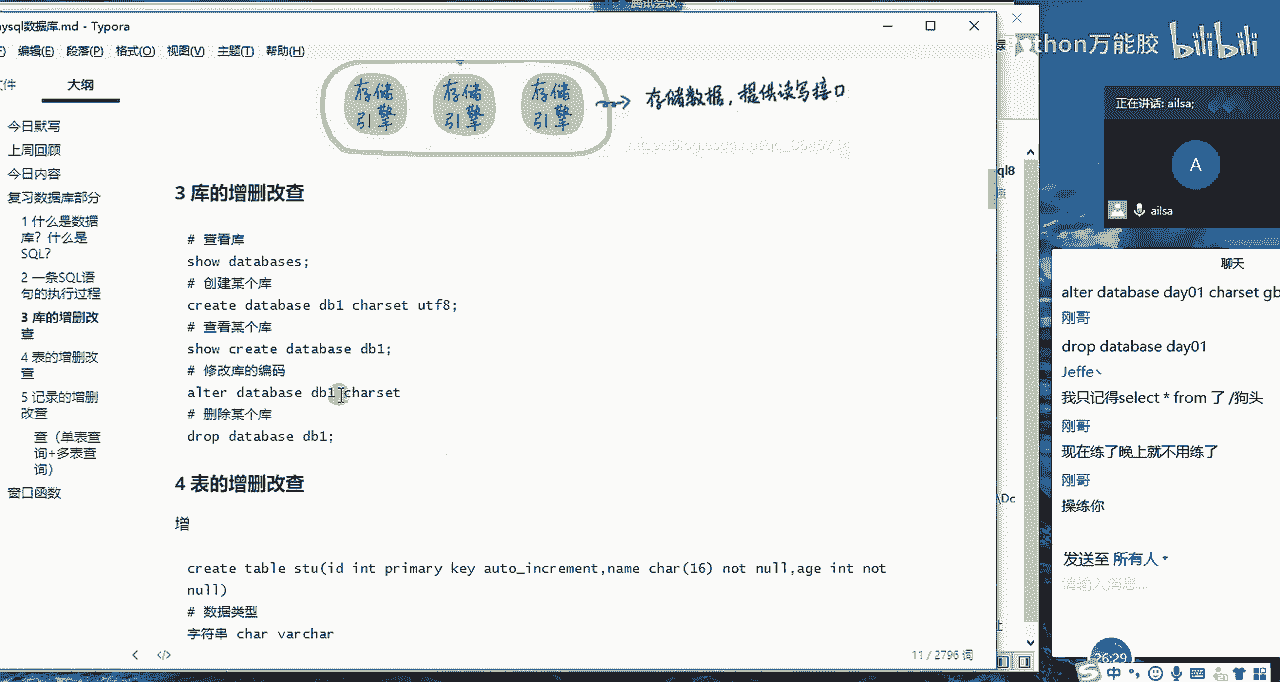 腾讯会议
ysql数据库.md - Typora
编辑(E) 段落(P) 格式(O) 视图(V) 主题(T) 帮助(H)
大纲
今日默写
上周回顾
今日内容
复习数据库部分
1 什么是数据
库？什么是
SQL?
2 一条SQL语
句的执行过程
3 库的增删改
查
4 表的增删改
查
5 记录的增删
改查
查（单表查
询+多表查
询）
窗口函数
存储
引擎
存储
引擎
存储
引擎
存储数据，提供读写接口
3 库的增删改查
# 查看库
show databases;
# 创建某个库
create database db1 charset utf8;
# 查看某个库
show create database db1;
# 修改库的编码
alter database db1 charset
# 删除某个库
drop database db1;
4 表的增删改查
增
create table stu(id int primary key auto_increment,name char(16) not null,age int not
null)
# 数据类型
字符串 char varchar
11 / 2796 词
ql8
\Dc
thon万能胶 bilibili
正在讲话: ailsa;
A
ailsa
聊天
alter database day01 charset gb
刚哥
drop database day01
Jeffe丶
我只记得select * from 了 /狗头
刚哥
现在练了晚上就不用练了
刚哥
操练你
发送至 所有人
请输入消息...
26:29
中